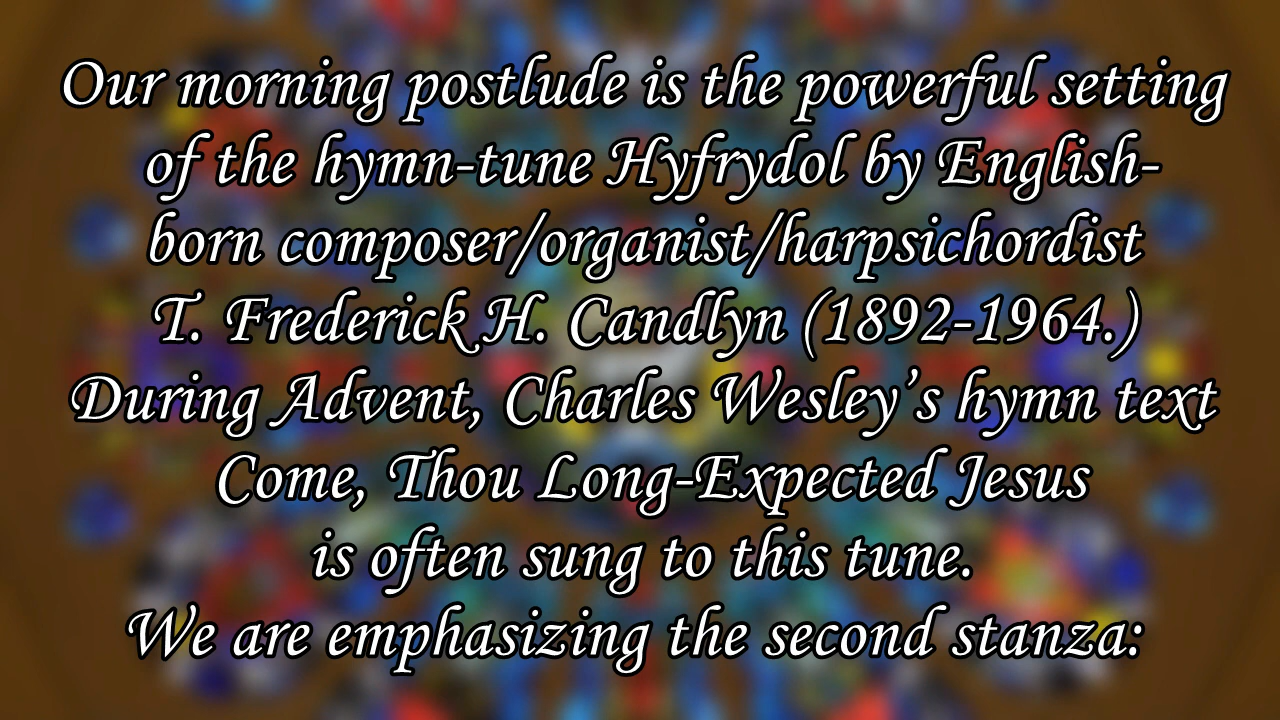 Our morning postlude is the powerful setting
of the hymn-tune Hyfrydol by English-
born composer/organist/harpsichordist
T. Frederick H. Candlyn (1892-1964.)
During Advent, Charles Wesley’s hymn text
Come, Thou Long-Expected Jesus
is often sung to this tune.
We are emphasizing the second stanza: